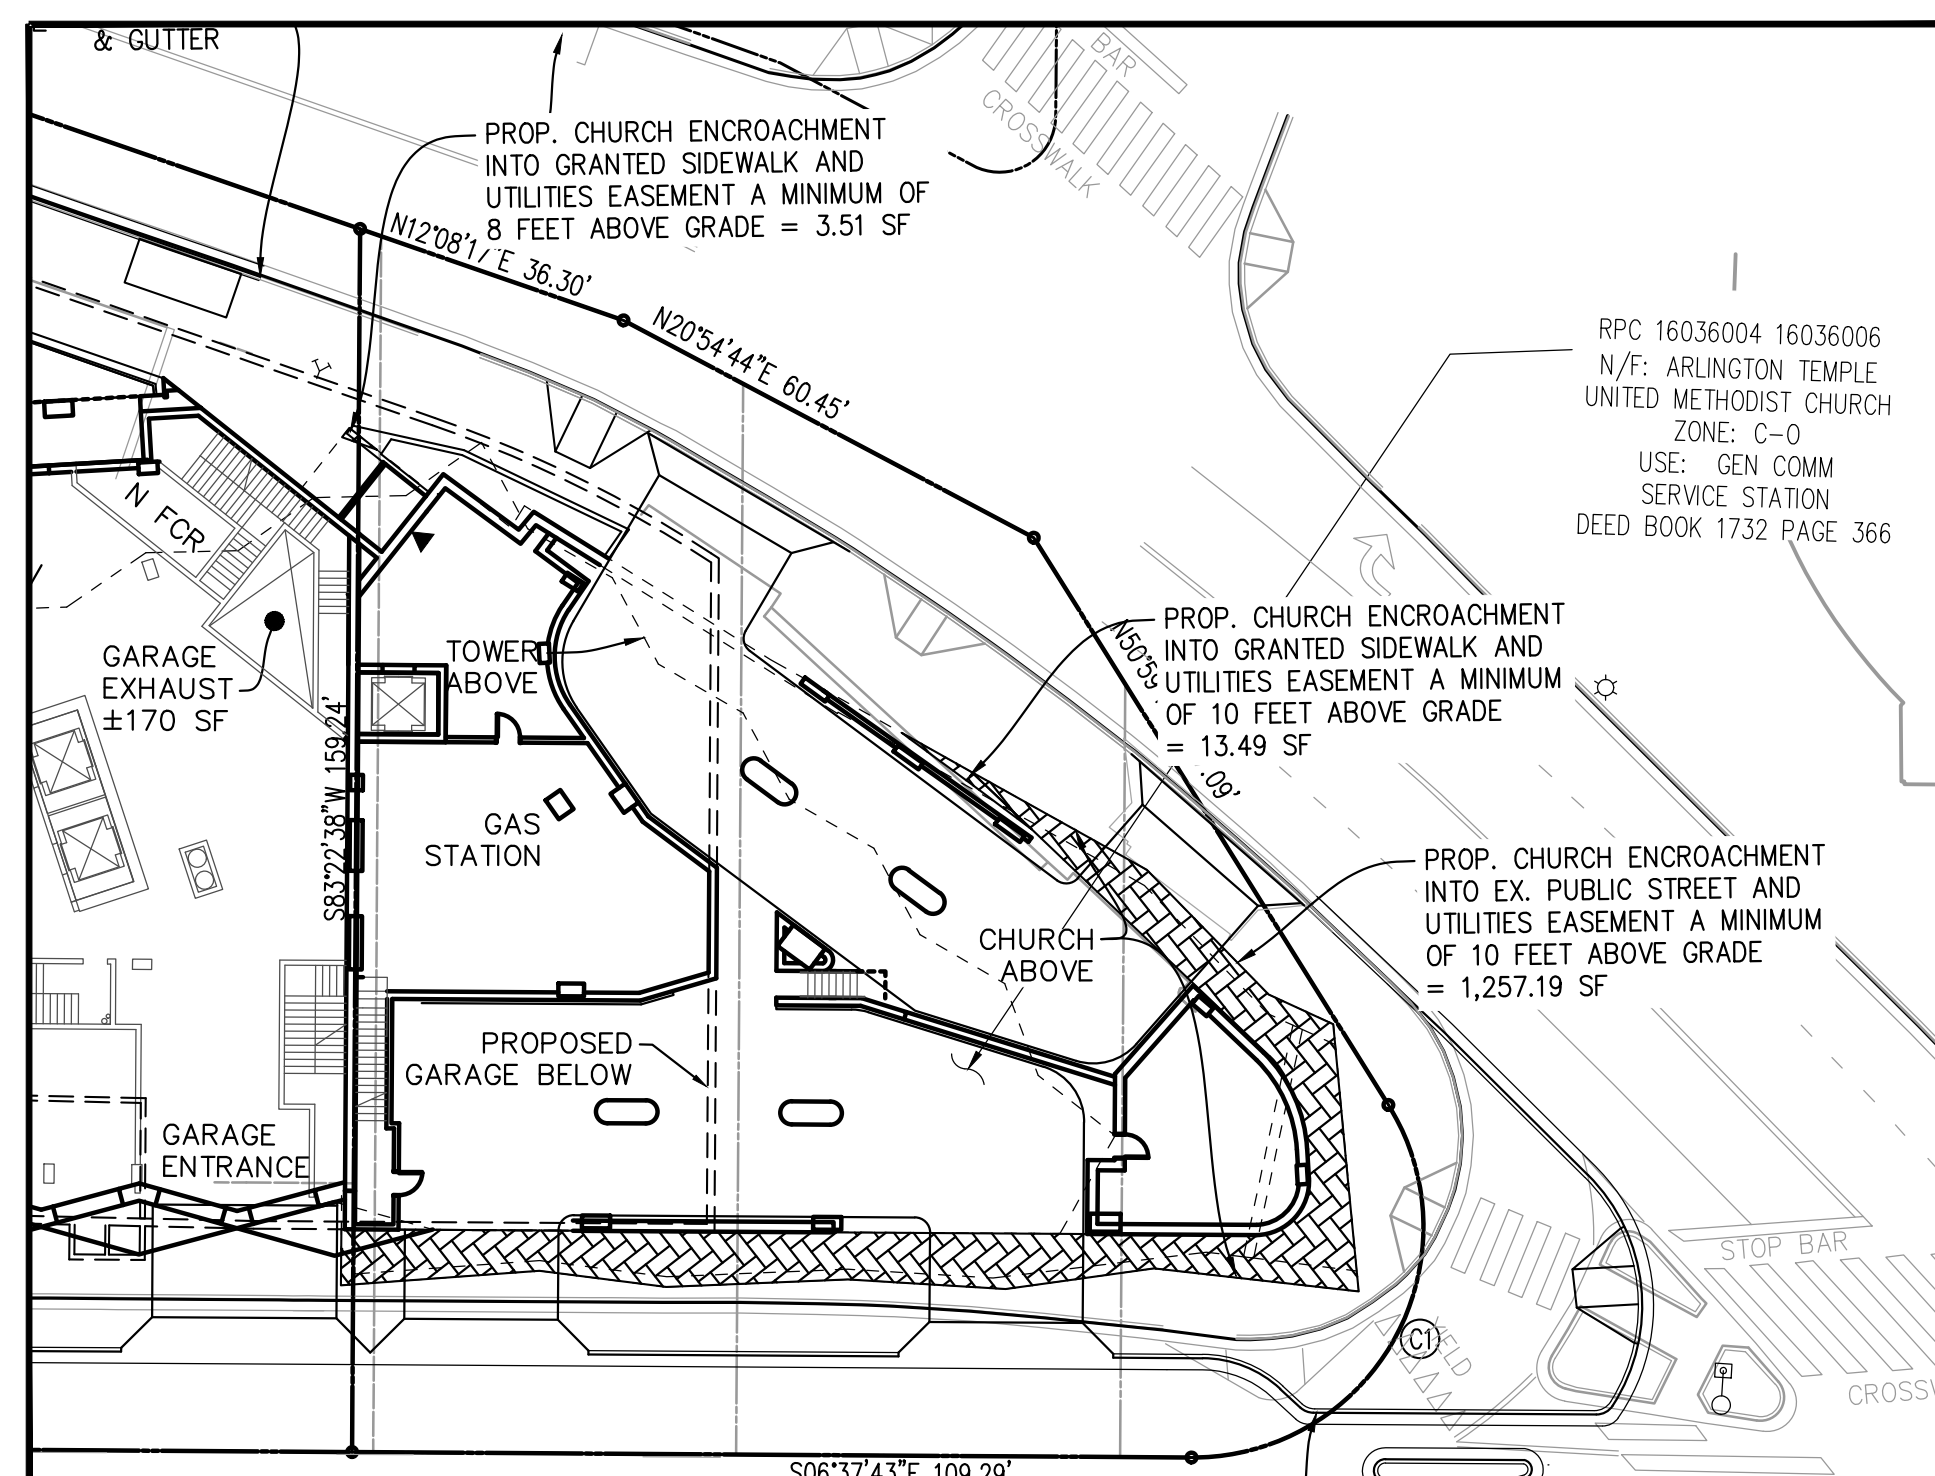 & GUTTER
BAR
CROSSWALK
PROP. CHURCH ENCROACHMENT
INTO GRANTED SIDEWALK AND
UTILITIES EASEMENT A MINIMUM OF
8 FEET ABOVE GRADE = 3.51 SF
N12°08'17"E 36.30'
N20°54'44"E 60.45'
RPC 16036004 16036006
N/F: ARLINGTON TEMPLE
UNITED METHODIST CHURCH
ZONE: C-O
USE: GEN COMM
SERVICE STATION
DEED BOOK 1732 PAGE 366
N FCR
PROP. CHURCH ENCROACHMENT
INTO GRANTED SIDEWALK AND
UTILITIES EASEMENT A MINIMUM
OF 10 FEET ABOVE GRADE
= 13.49 SF
N50°59
.09'
TOWER
ABOVE
GARAGE
EXHAUST
±170 SF
S83°22'38"W 159.24'
GAS
STATION
PROP. CHURCH ENCROACHMENT
INTO EX. PUBLIC STREET AND
UTILITIES EASEMENT A MINIMUM
OF 10 FEET ABOVE GRADE
= 1,257.19 SF
CHURCH
ABOVE
PROPOSED
GARAGE BELOW
GARAGE
ENTRANCE
STOP BAR
C1
YIELD
S06°37'43"E 109.29'